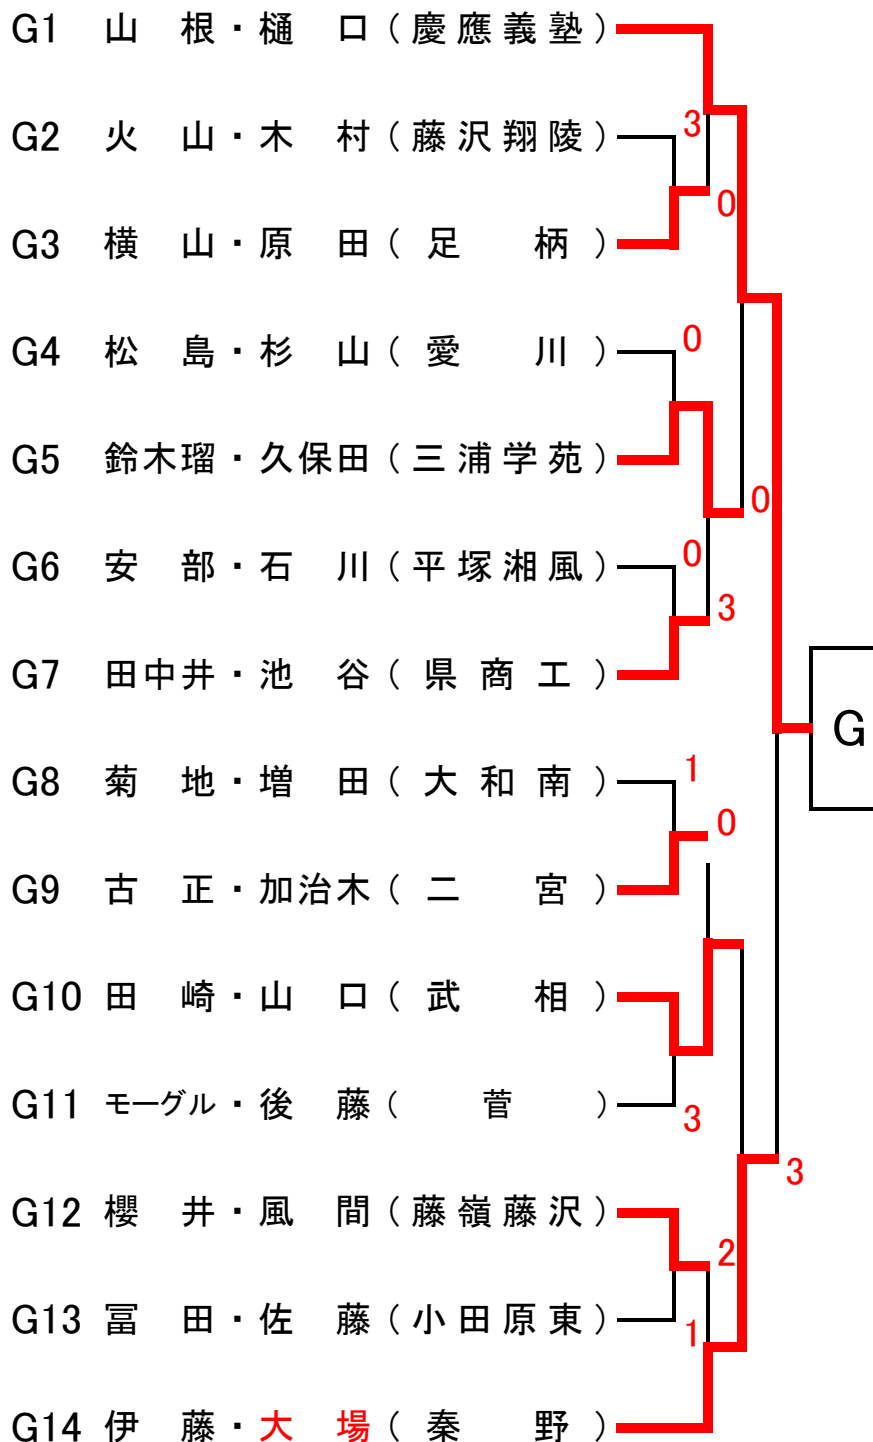 G1 山根・樋口(慶應義塾)
3
G2 火山・木村(藤沢翔陵)
0
G3 横山・原田(足柄)
0
G4 松島・杉山(愛川)
G5 鈴木瑠・久保田(三浦学苑)
0
G6 安部・石川(平塚湘風)
0
3
G7 田中井・池谷(県商工)
G
G8 菊地・増田(大和南)
1
0
G9 古正・加治木(二宮)
G10 田崎・山口(武相)
G11 モーグル・後藤(菅)
3
3
G12 櫻井・風間(藤嶺藤沢)
2
G13 冨田・佐藤(小田原東)
1
G14 伊藤・大場(秦野)